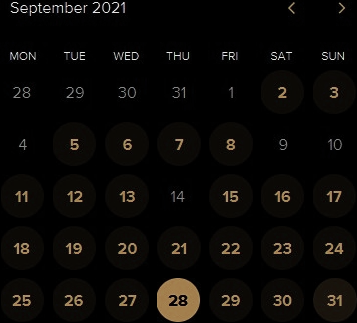 September 2021
MON TUE WED THU FRI SAT SUN
28 29 30 31 1 2 3
4 5 6 7 8 9 10
11 12 13 14 15 16 17
18 19 20 21 22 23 24
25 26 27 28 29 30 31